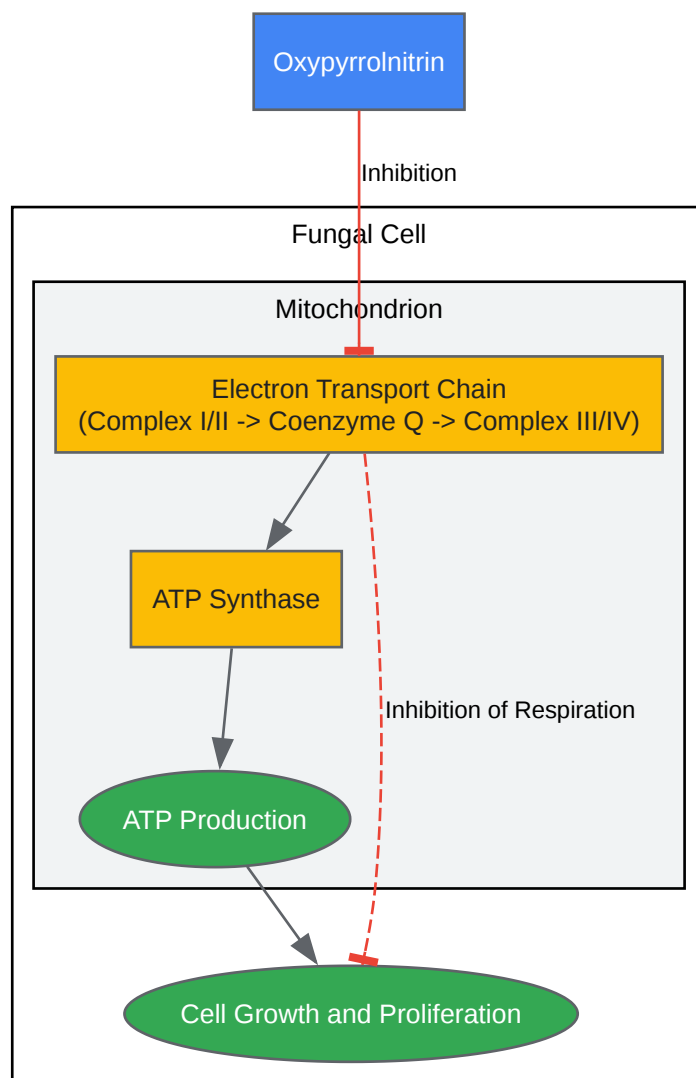 Oxypyrrolnitrin
Inhibition
Fungal Cell
Mitochondrion
Electron Transport Chain
(Complex I/II -> Coenzyme Q -> Complex III/IV)
ATP Synthase
Inhibition of Respiration
ATP Production
Cell Growth and Proliferation